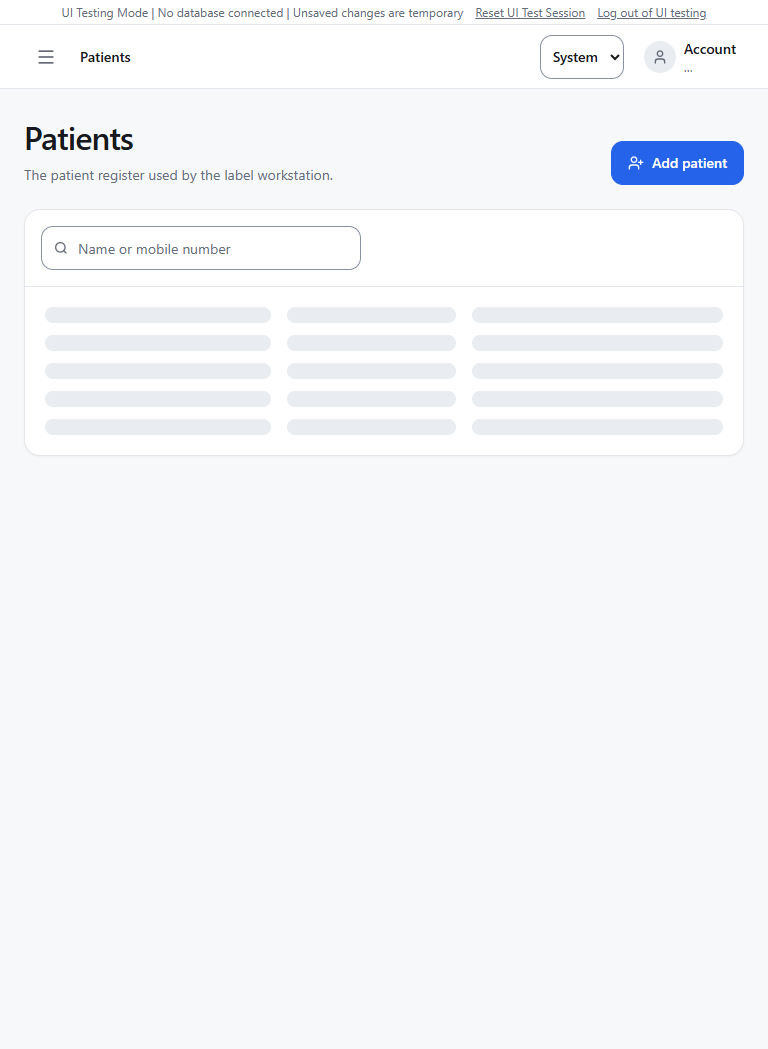 UI Testing Mode | No database connected | Unsaved changes are temporary Reset UI Test Session Log out of UI testing
Patients
System
Account
...
Patients
The patient register used by the label workstation.
Add patient
Name or mobile number